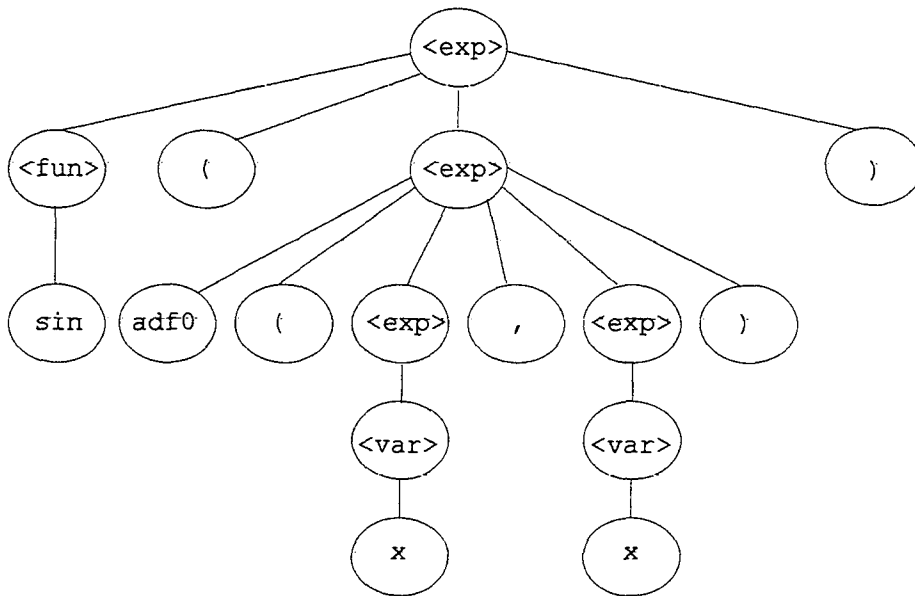 <exp>
<fun> ( <exp> )
sin adf0 ( <exp> , <exp> )
<var> <var>
x x